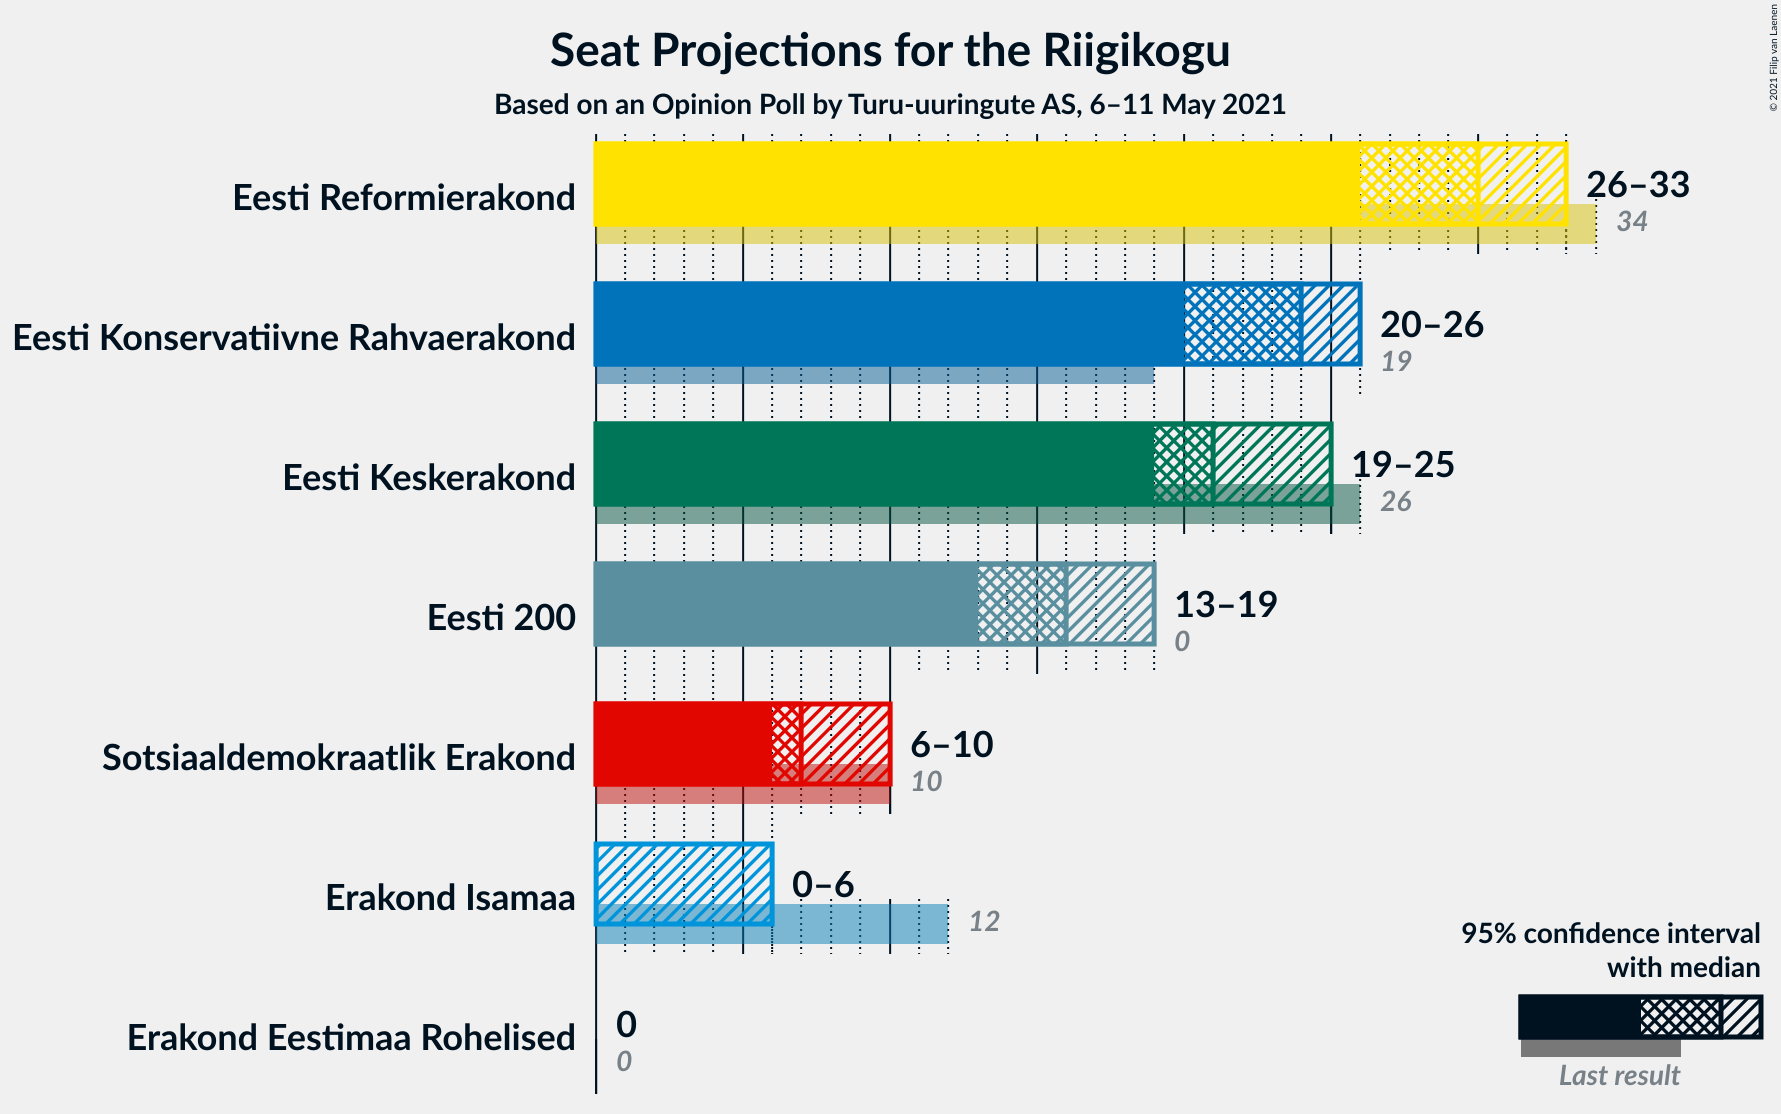 Seat Projections for the Riigikogu
Based on an Opinion Poll by Turu-uuringute AS, 6–11 May 2021
© 2021 Filip van Laenen
Eesti Reformierakond
26–33
34
Eesti Konservatiivne Rahvaerakond
20–26
19
Eesti Keskerakond
19–25
26
Eesti 200
13–19
0
Sotsiaaldemokraatlik Erakond
6–10
10
Erakond Isamaa
0–6
12
Erakond Eestimaa Rohelised
0
0
95% confidence interval
with median
Last result